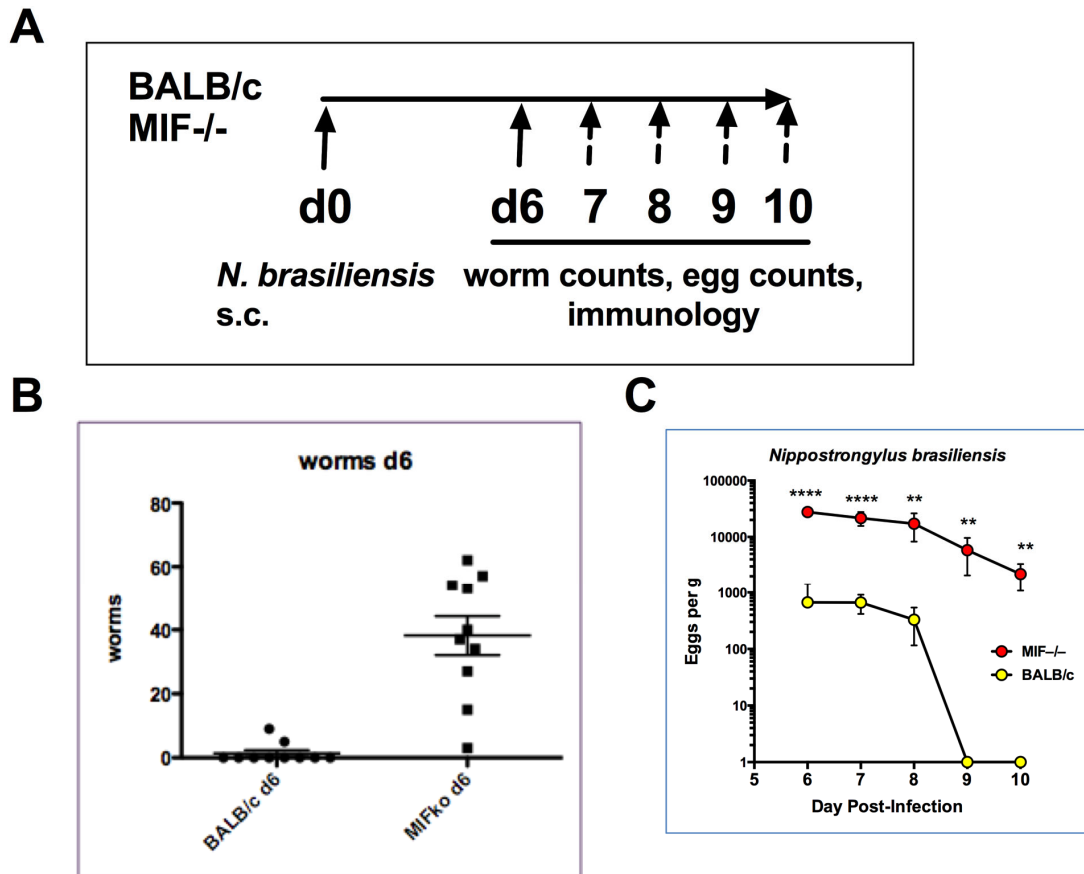 A
BALB/c
MIF-/-
d0 d6 7 8 9 10
N. brasiliensis worm counts, egg counts,
s.c. immunology
B
worms d6
80
60
40
20
0
worms
BALB/c d6
MIFko d6
C
Nippostrongylus brasiliensis
100000
10000
1000
100
10
1
Eggs per g
**** **** ** ** **
MIF–/–
BALB/c
5 6 7 8 9 10
Day Post-Infection